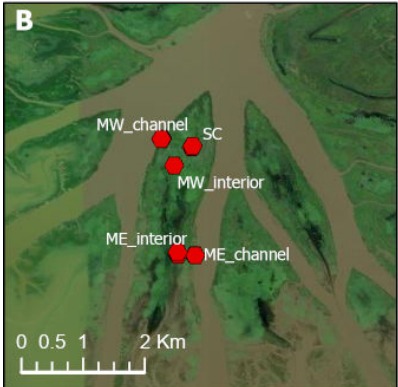 B
MW_channel
SC
MW_interior
ME_interior
ME_channel
0 0.5 1 2 Km